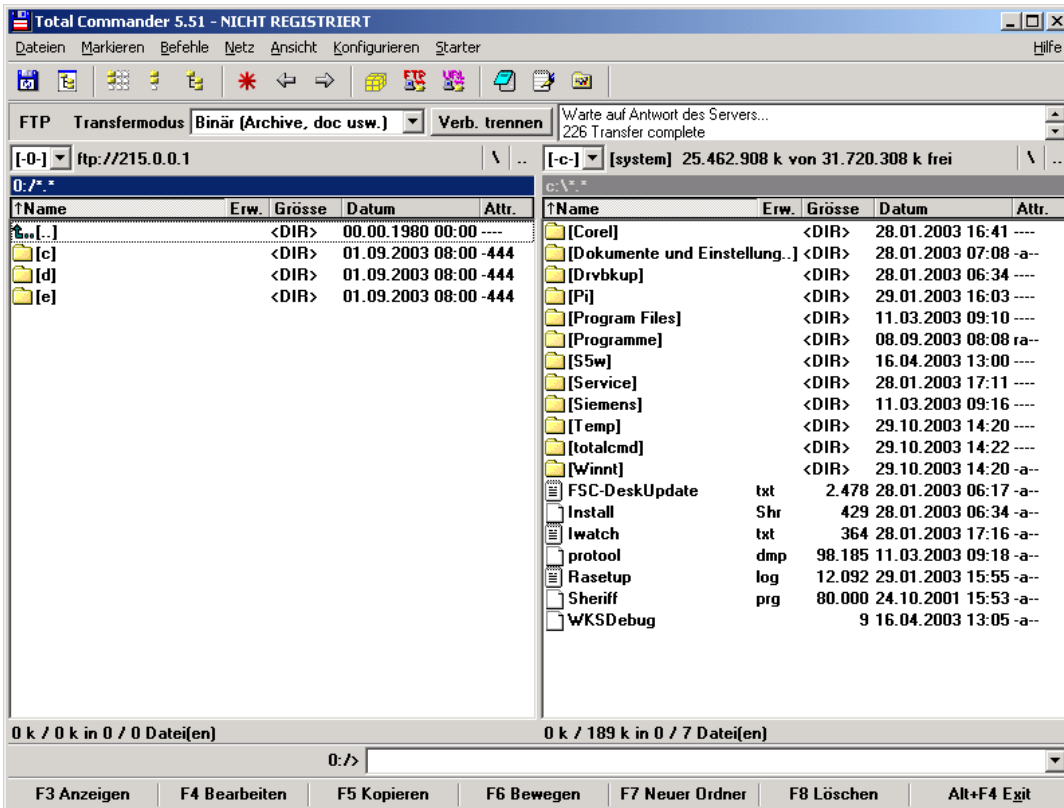 Total Commander 5.51 - NICHT REGISTRIERT
Dateien Markieren Befehle Netz Ansicht Konfigurieren Starter Hilfe
FTP Transfermodus Binär (Archive, doc usw.) Verb. trennen Warte auf Antwort des Servers...
226 Transfer complete
[-0-] ftp://215.0.0.1 \ .. [-c-] [system] 25.462.908 k von 31.720.308 k frei \ ..
0:/*.* c:\*.*
↑Name Erw. Grösse Datum Attr. ↑Name Erw. Grösse Datum Attr.
[..] <DIR> 00.00.1980 00:00 ---- [Corel] <DIR> 28.01.2003 16:41 ----
[c] <DIR> 01.09.2003 08:00 -444 [Dokumente und Einstellung..] <DIR> 28.01.2003 07:08 -a--
[d] <DIR> 01.09.2003 08:00 -444 [Drvbkup] <DIR> 28.01.2003 06:34 ----
[e] <DIR> 01.09.2003 08:00 -444 [Pi] <DIR> 29.01.2003 16:03 ----
[Program Files] <DIR> 11.03.2003 09:10 ----
[Programme] <DIR> 08.09.2003 08:08 ra--
[S5w] <DIR> 16.04.2003 13:00 ----
[Service] <DIR> 28.01.2003 17:11 ----
[Siemens] <DIR> 11.03.2003 09:16 ----
[Temp] <DIR> 29.10.2003 14:20 ----
[totalcmd] <DIR> 29.10.2003 14:22 ----
[Winnt] <DIR> 29.10.2003 14:20 -a--
FSC-DeskUpdate txt 2.478 28.01.2003 06:17 -a--
Install Shr 429 28.01.2003 06:34 -a--
Iwatch txt 364 28.01.2003 17:16 -a--
protool dmp 98.185 11.03.2003 09:18 -a--
Rasetup log 12.092 29.01.2003 15:55 -a--
Sheriff prg 80.000 24.10.2001 15:53 -a--
WKSDebug 9 16.04.2003 13:05 -a--
0 k / 0 k in 0 / 0 Datei(en) 0 k / 189 k in 0 / 7 Datei(en)
0:/>
F3 Anzeigen F4 Bearbeiten F5 Kopieren F6 Bewegen F7 Neuer Ordner F8 Löschen Alt+F4 Exit